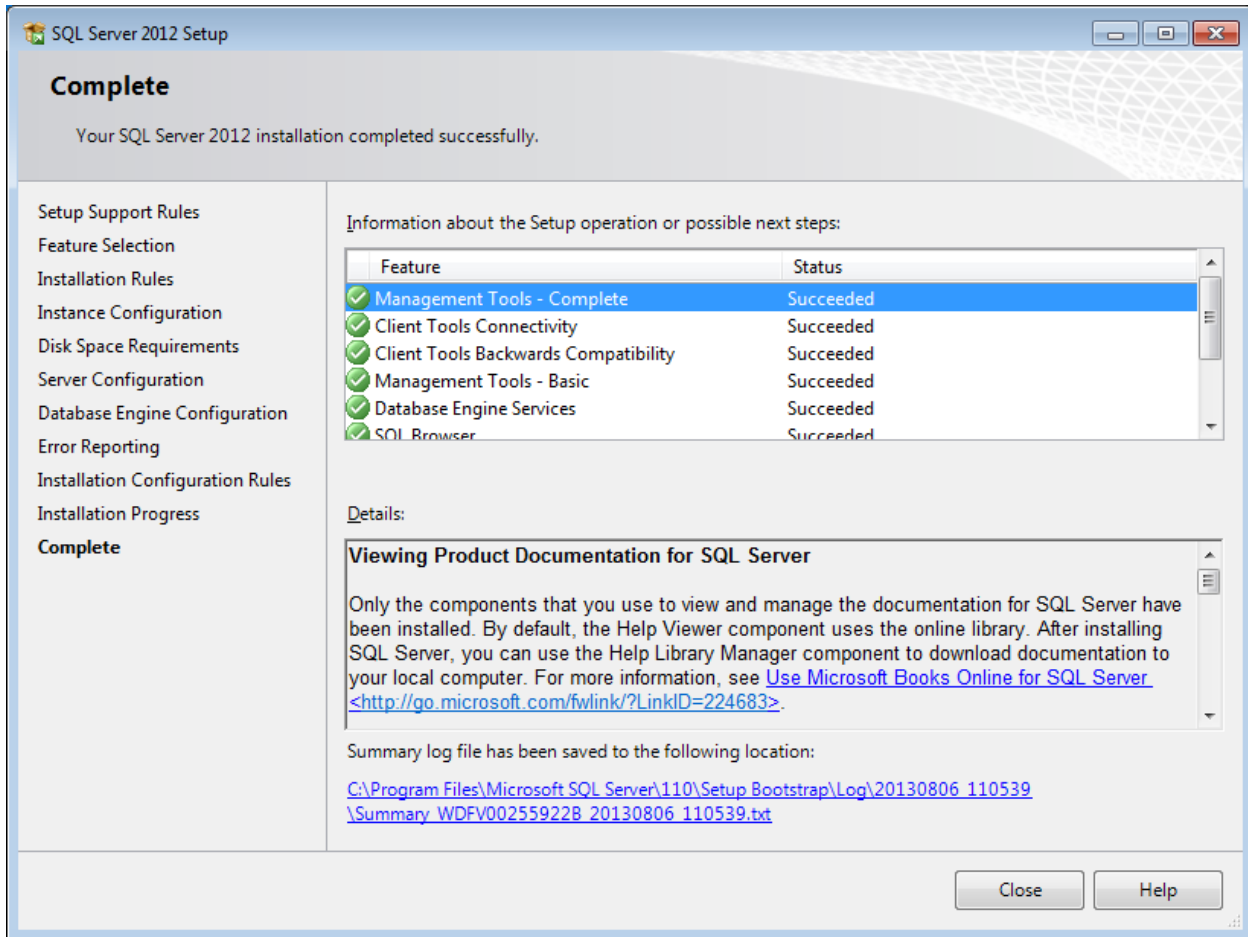 SQL Server 2012 Setup
Complete
Your SQL Server 2012 installation completed successfully.
Setup Support Rules
Feature Selection
Installation Rules
Instance Configuration
Disk Space Requirements
Server Configuration
Database Engine Configuration
Error Reporting
Installation Configuration Rules
Installation Progress
Complete
Information about the Setup operation or possible next steps:
Feature Status
Management Tools - Complete Succeeded
Client Tools Connectivity Succeeded
Client Tools Backwards Compatibility Succeeded
Management Tools - Basic Succeeded
Database Engine Services Succeeded
SQL Browser Succeeded
Details:
Viewing Product Documentation for SQL Server
Only the components that you use to view and manage the documentation for SQL Server have
been installed. By default, the Help Viewer component uses the online library. After installing
SQL Server, you can use the Help Library Manager component to download documentation to
your local computer. For more information, see Use Microsoft Books Online for SQL Server
<http://go.microsoft.com/fwlink/?LinkID=224683>.
Summary log file has been saved to the following location:
C:\Program Files\Microsoft SQL Server\110\Setup Bootstrap\Log\20130806_110539
\Summary_WDFV00255922B_20130806_110539.txt
Close Help